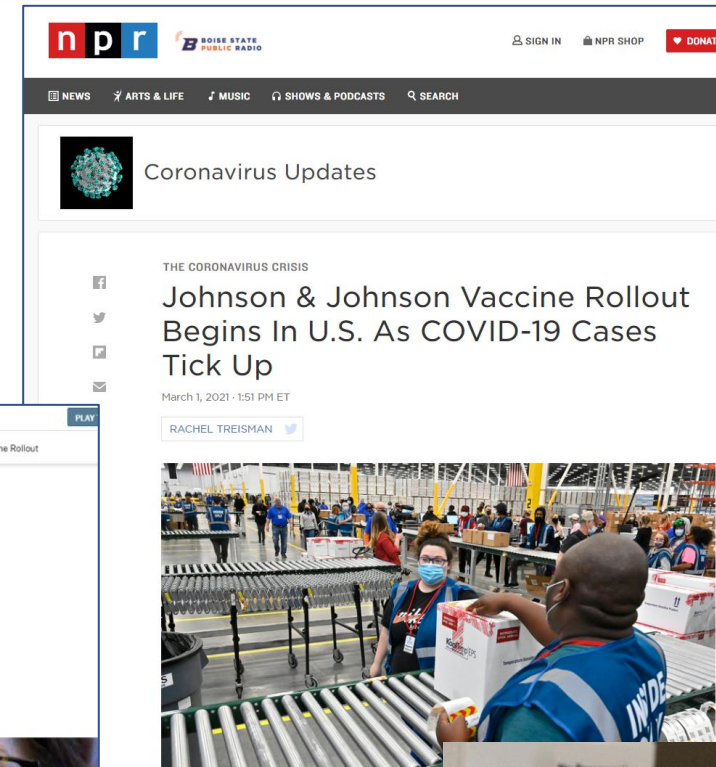 npr BOISE STATE
PUBLIC RADIO
SIGN IN NPR SHOP DONAT
NEWS ARTS & LIFE MUSIC SHOWS & PODCASTS SEARCH
Coronavirus Updates
THE CORONAVIRUS CRISIS
Johnson & Johnson Vaccine Rollout
Begins In U.S. As COVID-19 Cases
Tick Up
March 1, 2021 · 1:51 PM ET
RACHEL TREISMAN
PLAY
ne Rollout